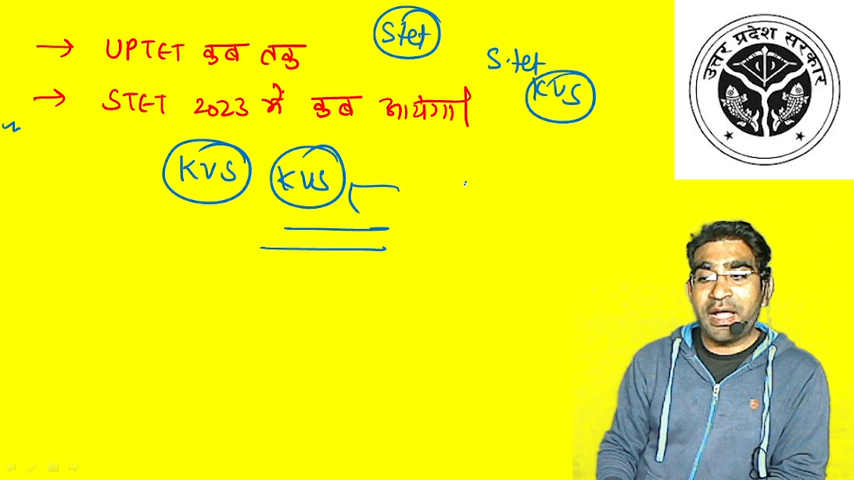 → UPTET कब तक
Stet
S.tet
KVS
→ STET 2023 में कब आयेगा
KVS KVS
उत्तर प्रदेश सरकार